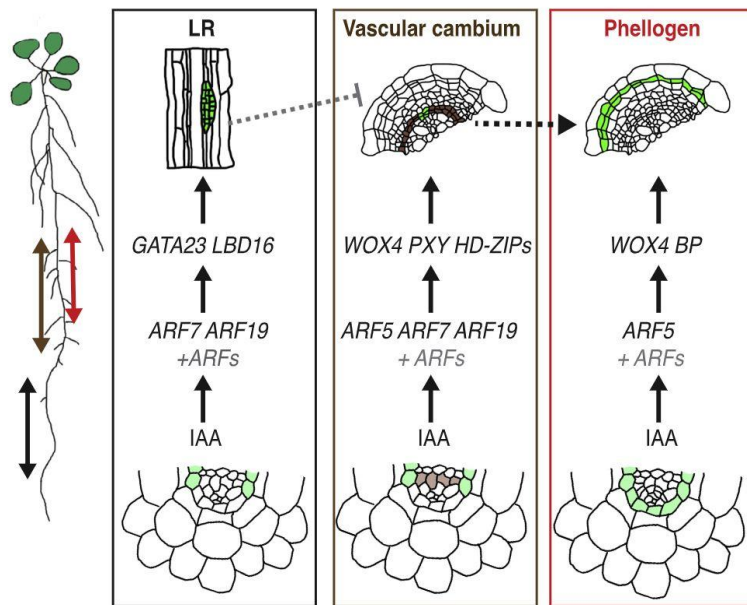 LR
GATA23 LBD16
ARF7 ARF19
+ARFs
IAA
Vascular cambium
WOX4 PXY HD-ZIPs
ARF5 ARF7 ARF19
+ ARFs
IAA
Phellogen
WOX4 BP
ARF5
+ ARFs
IAA